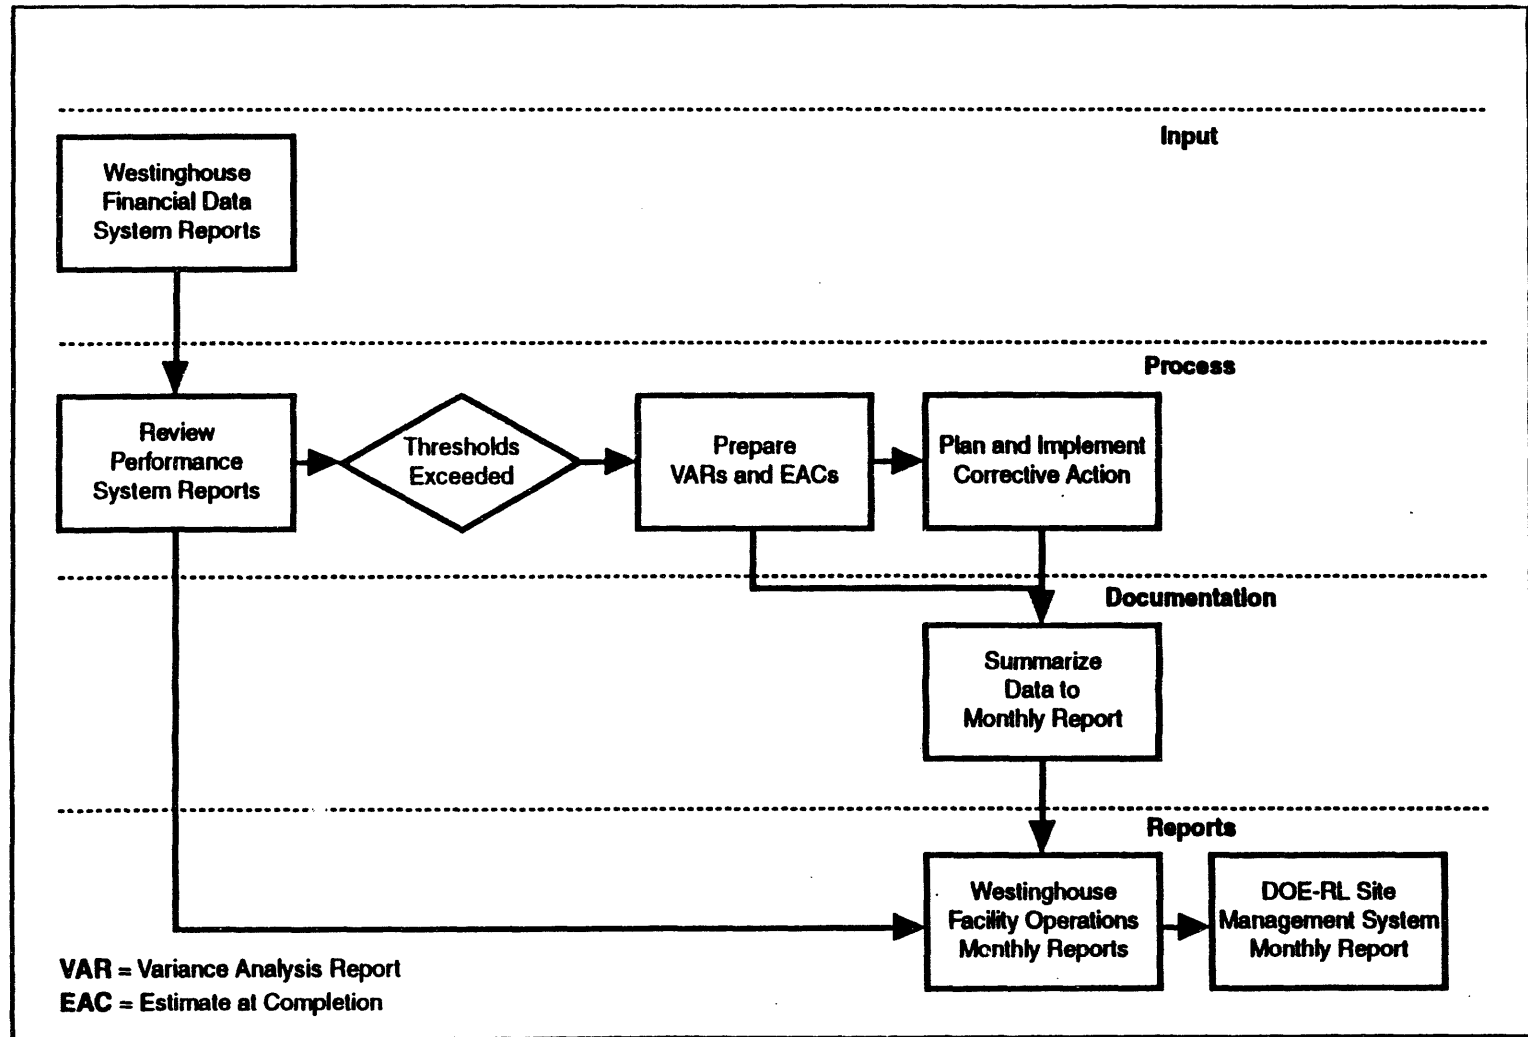 Input
Westinghouse
Financial Data
System Reports
Process
Review
Performance
System Reports
Thresholds
Exceeded
Prepare
VARs and EACs
Plan and Implement
Corrective Action
Documentation
Summarize
Data to
Monthly Report
Reports
Westinghouse
Facility Operations
Monthly Reports
DOE-RL Site
Management System
Monthly Report
VAR = Variance Analysis Report
EAC = Estimate at Completion